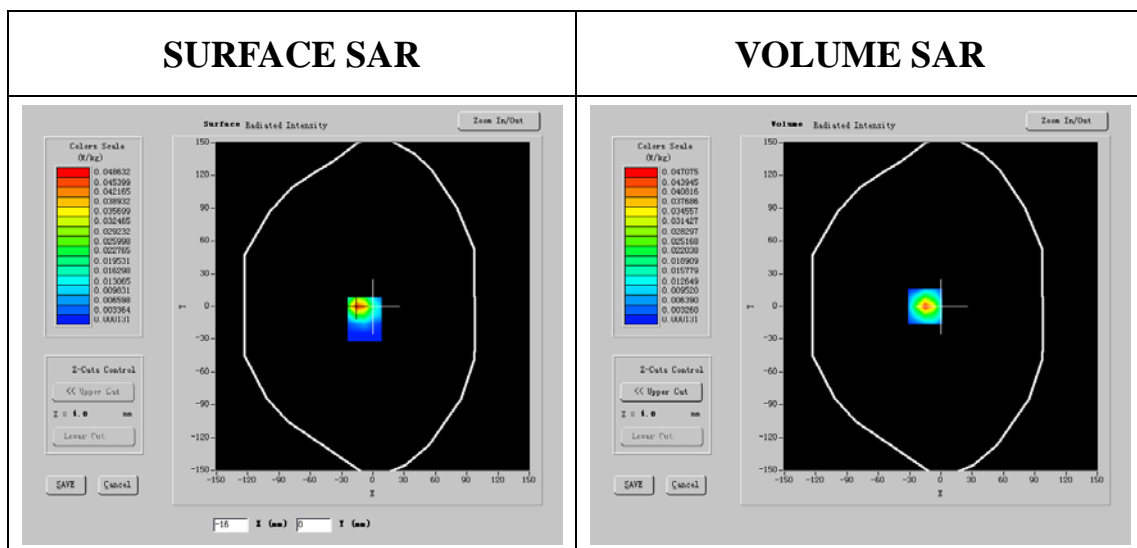 SURFACE SAR
VOLUME SAR
Surface Radiated Intensity
Zoom In/Out
Colors Scale
(W/kg)
0.048632
0.045399
0.042165
0.038932
0.035699
0.032465
0.029232
0.025998
0.022765
0.019531
0.016298
0.013065
0.009831
0.006598
0.003364
0.000131
150
120
90
60
30
0
-30
-60
-90
-120
-150
Y
-150 -120 -90 -60 -30 0 30 60 90 120 150
X
Z-Cuts Control
<< Upper Cut
Z = 4.0 mm
Lower Cut
SAVE
Cancel
-16 X (mm) 0 Y (mm)
Volume Radiated Intensity
Zoom In/Out
Colors Scale
(W/kg)
0.047075
0.043945
0.040816
0.037686
0.034557
0.031427
0.028297
0.025168
0.022038
0.018909
0.015779
0.012649
0.009520
0.006390
0.003260
0.000131
150
120
90
60
30
0
-30
-60
-90
-120
-150
Y
-150 -120 -90 -60 -30 0 30 60 90 120 150
X
Z-Cuts Control
<< Upper Cut
Z = 4.0 mm
Lower Cut
SAVE
Cancel